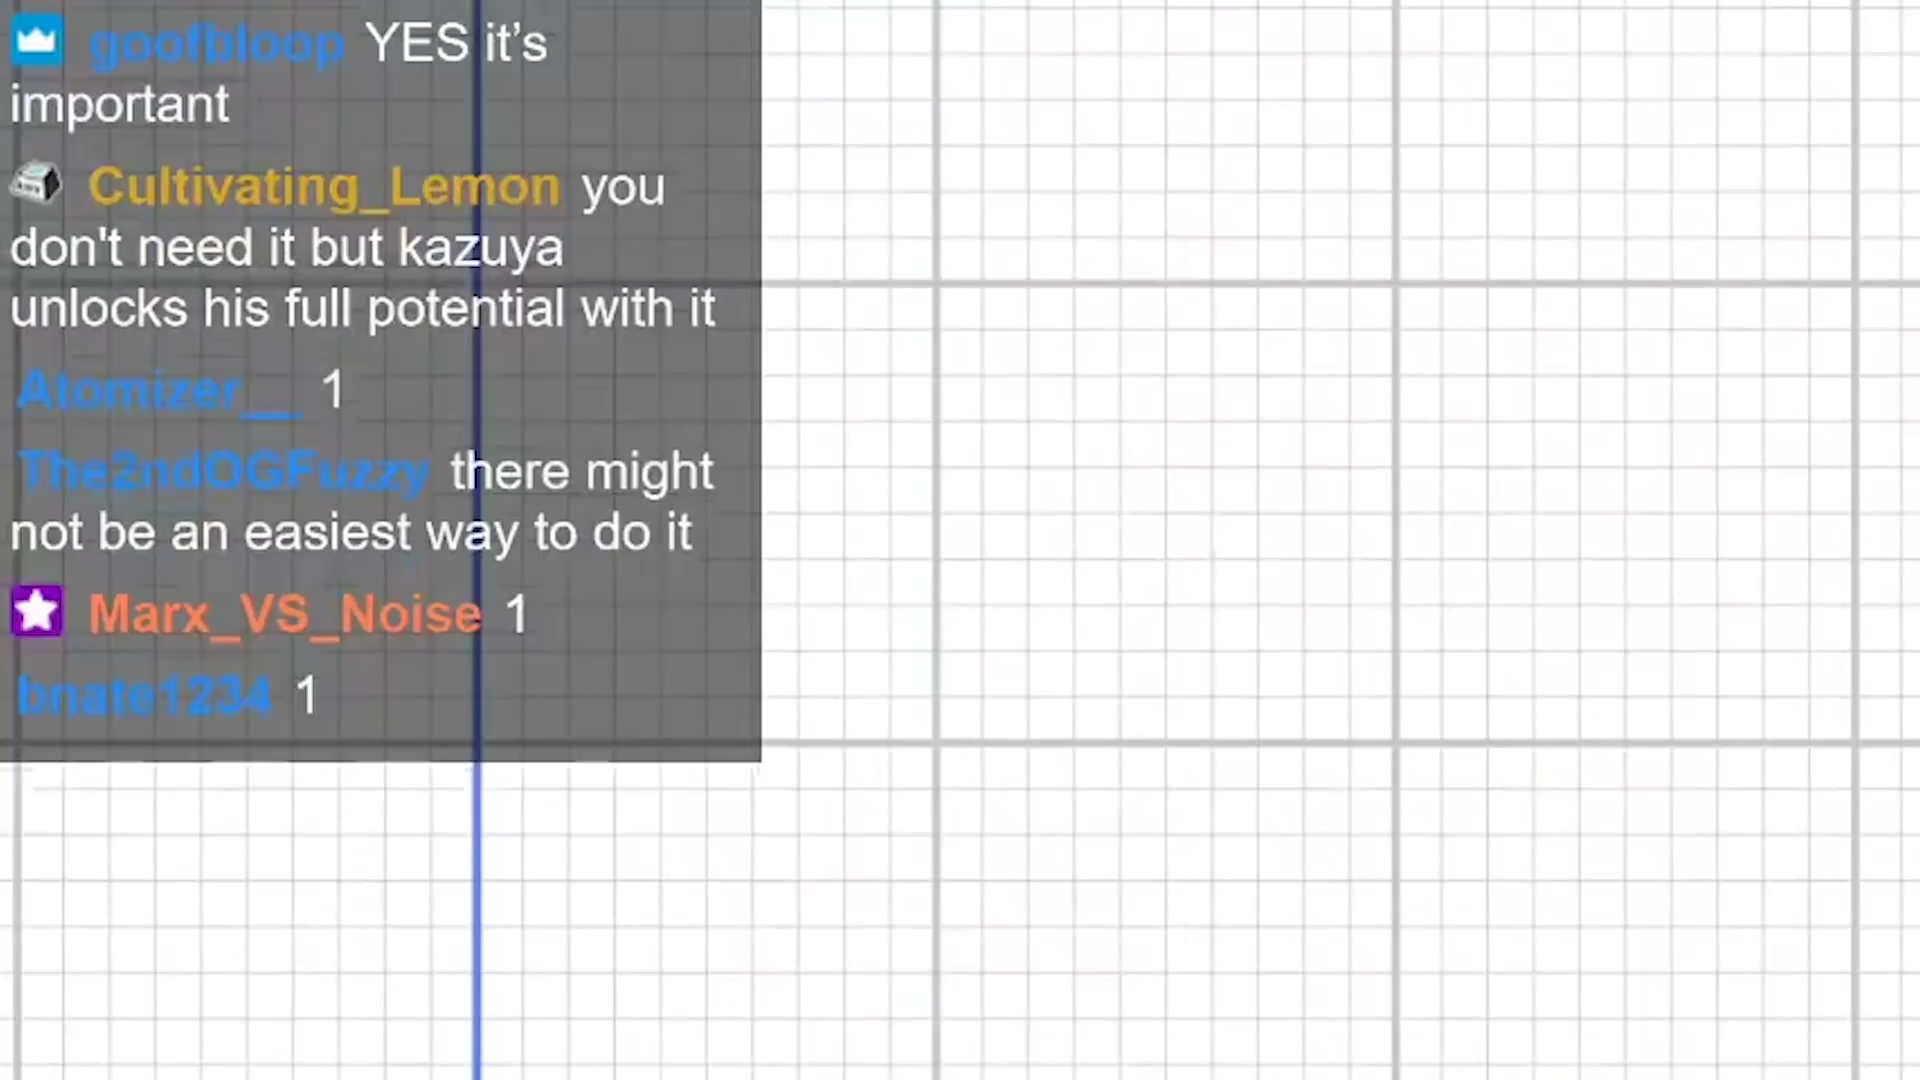 goofbloop YES it’s
important
Cultivating_Lemon you
don't need it but kazuya
unlocks his full potential with it
Atomizer__ 1
The2ndOGFuzzy there might
not be an easiest way to do it
Marx_VS_Noise 1
bnate1234 1